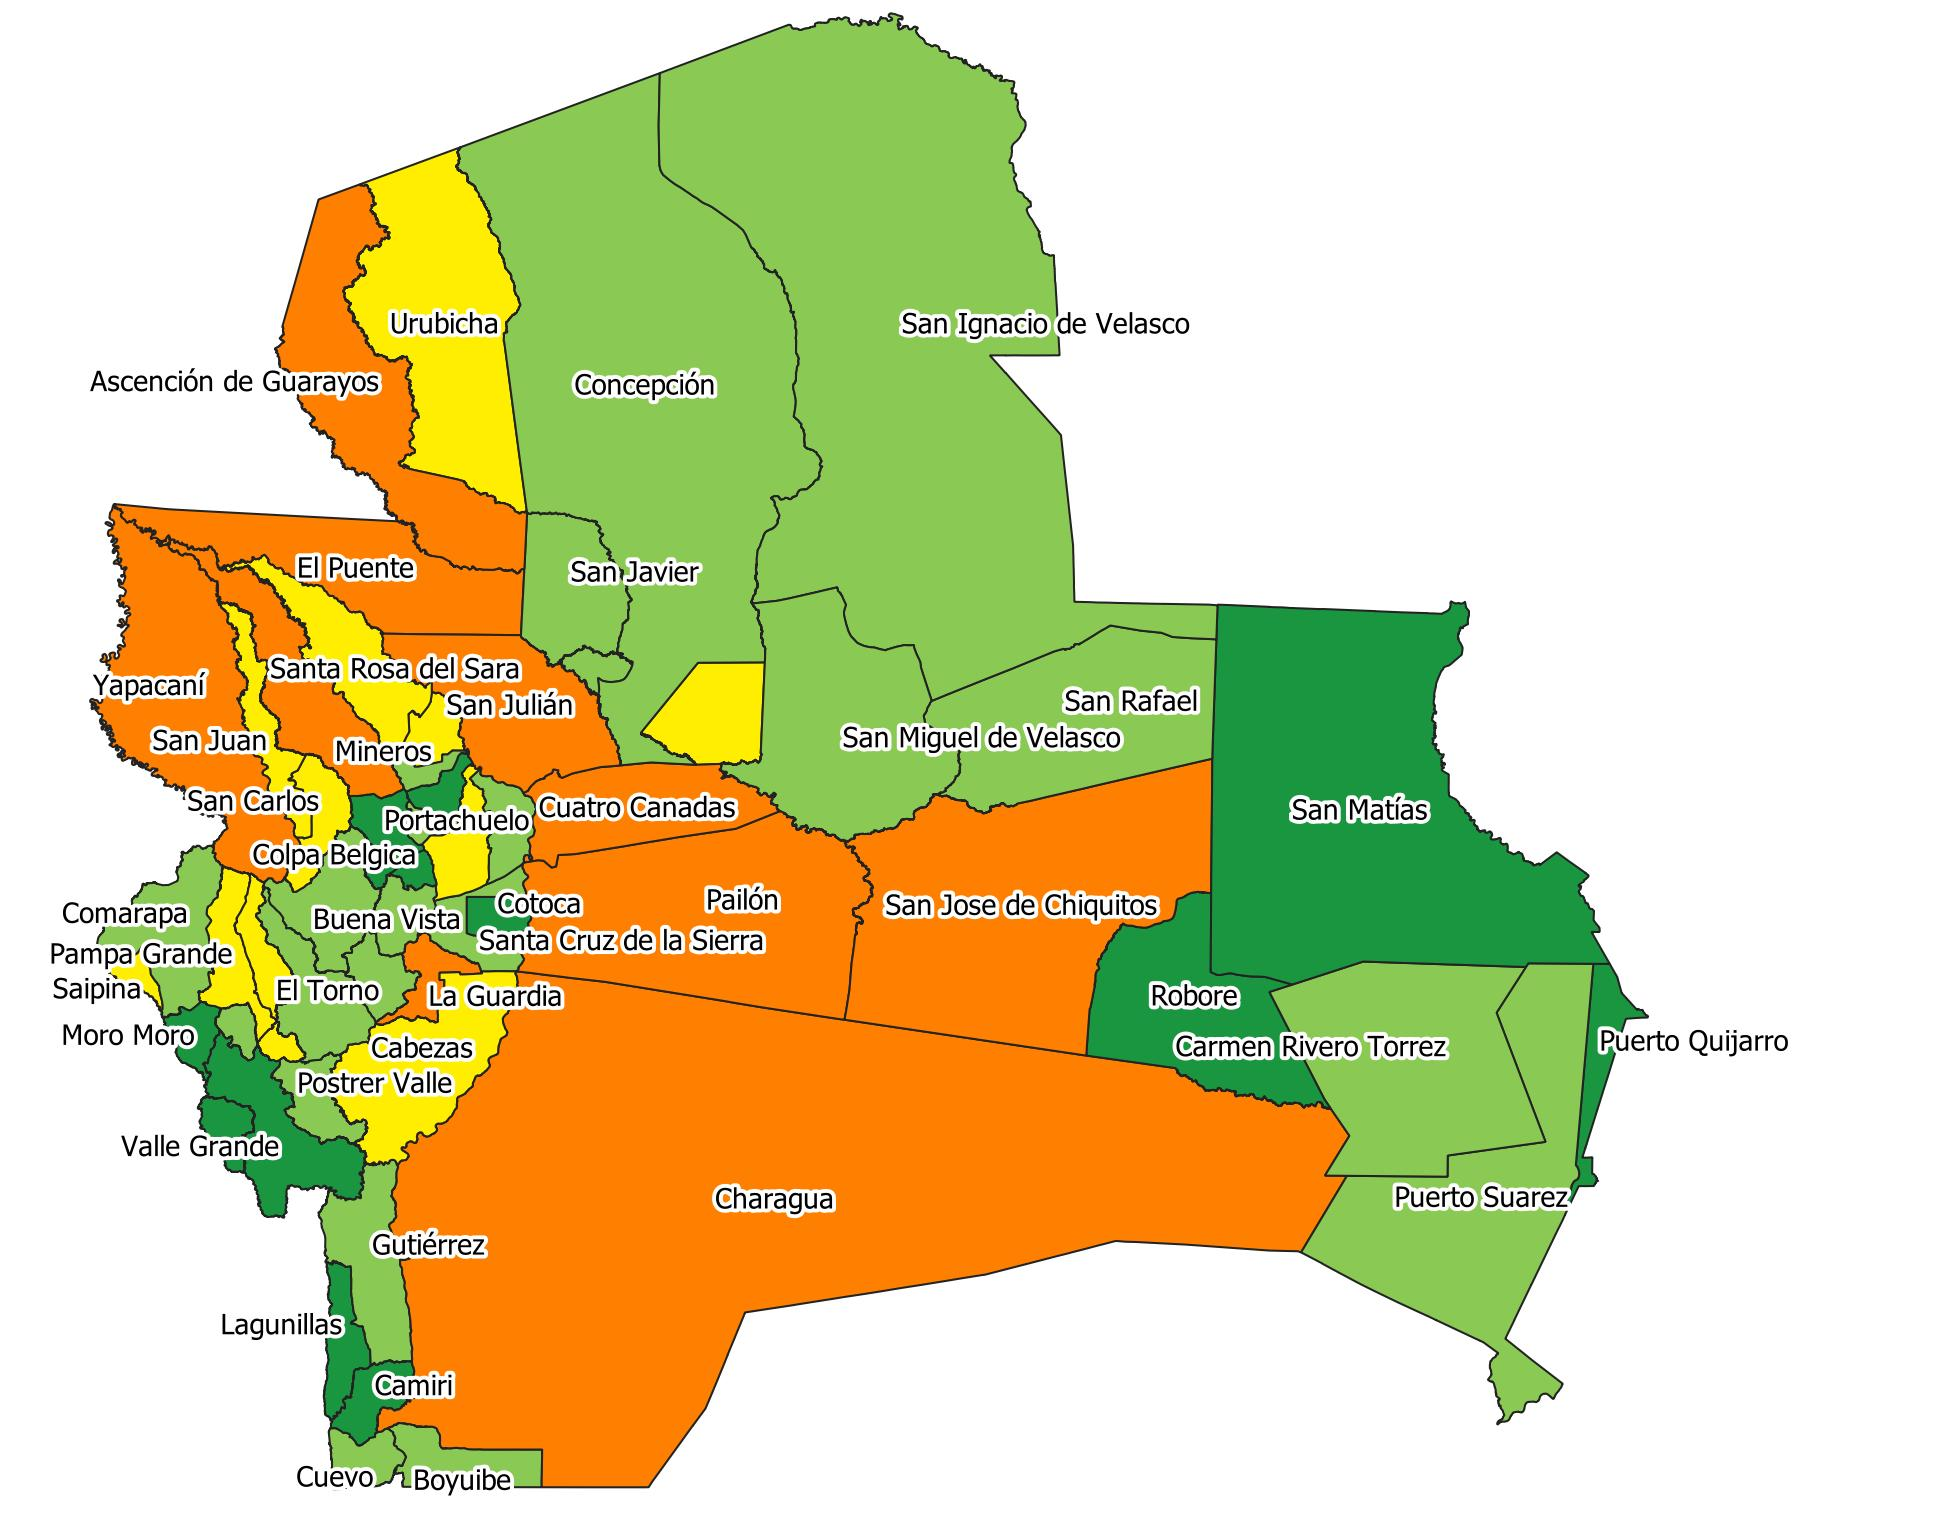 San Ignacio de Velasco
Urubicha
Ascención de Guarayos
Concepción
El Puente
San Javier
Santa Rosa del Sara
Yapacaní
San Julián
San Rafael
San Juan
Mineros
San Miguel de Velasco
San Carlos
Cuatro Canadas
San Matías
Portachuelo
Colpa Belgica
Comarapa
Buena Vista
Cotoca
Pailón
San Jose de Chiquitos
Pampa Grande
Santa Cruz de la Sierra
Saipina
El Torno
La Guardia
Robore
Moro Moro
Cabezas
Carmen Rivero Torrez
Puerto Quijarro
Postrer Valle
Valle Grande
Charagua
Puerto Suarez
Gutiérrez
Lagunillas
Camiri
Cuevo
Boyuibe